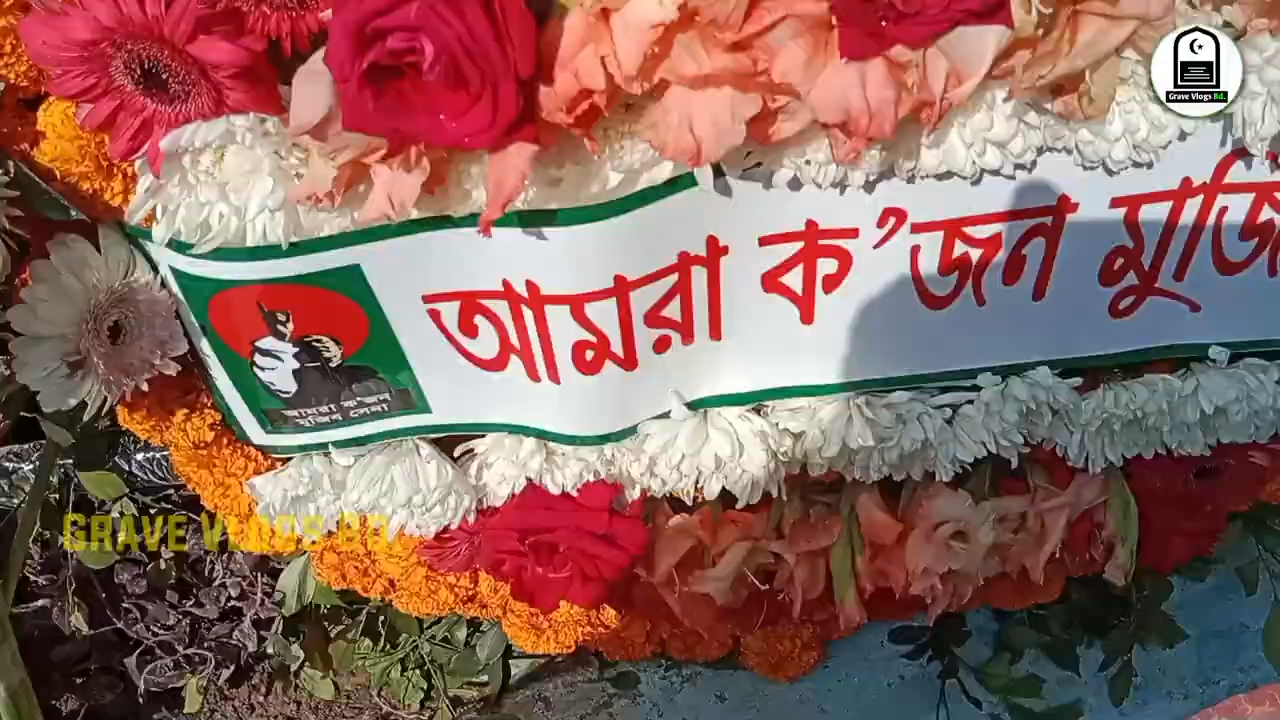 Grave Vlogs Bd.
আমরা ক'জন মুজি
আমরা ক'জন
মুজিব সেনা
GRAVE VLOGS BD.